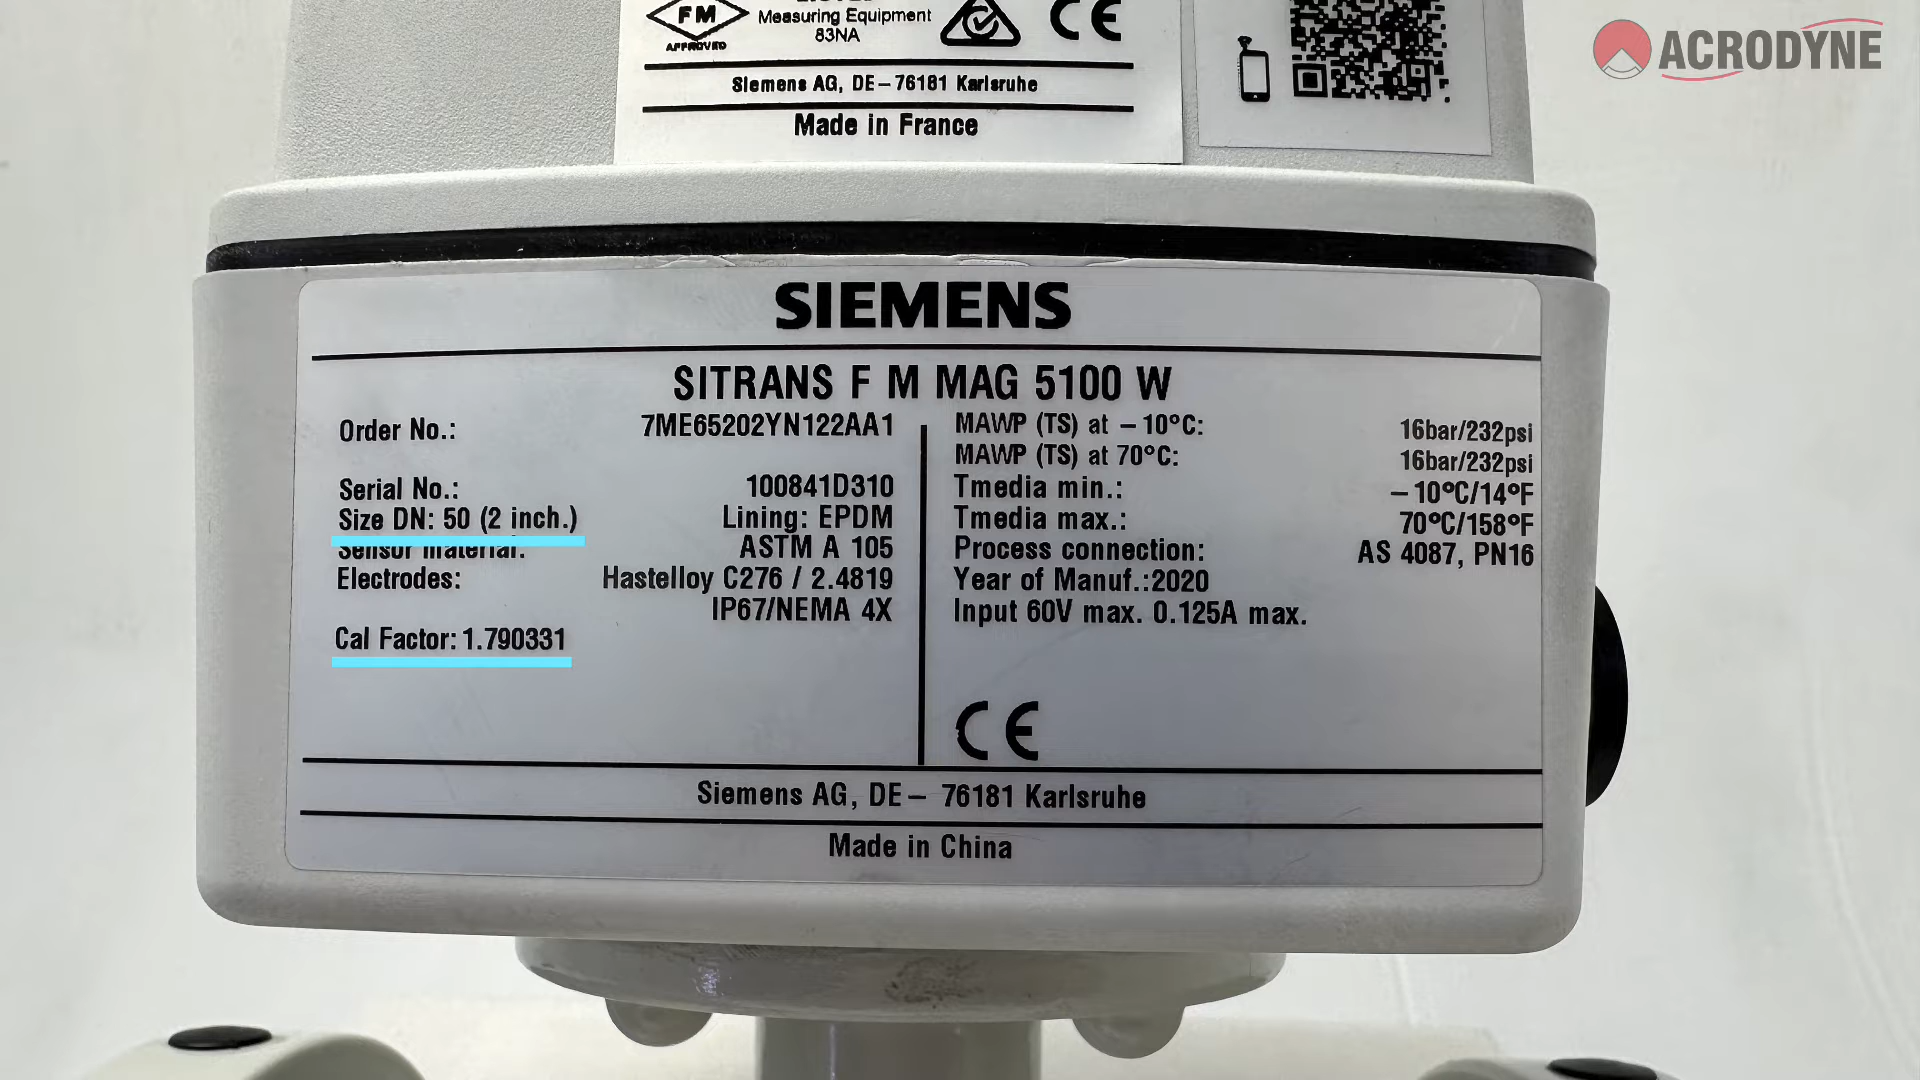 FM
APPROVED
Measuring Equipment
83NA
CE
Siemens AG, DE-76181 Karlsruhe
Made in France
ACRODYNE
SIEMENS
SITRANS F M MAG 5100 W
Order No.: 7ME65202YN122AA1
Serial No.: 100841D310
Size DN: 50 (2 inch.) Lining: EPDM
Sensor material: ASTM A 105
Electrodes: Hastelloy C276 / 2.4819
IP67/NEMA 4X
Cal Factor: 1.790331
MAWP (TS) at -10°C: 16bar/232psi
MAWP (TS) at 70°C: 16bar/232psi
Tmedia min.: -10°C/14°F
Tmedia max.: 70°C/158°F
Process connection: AS 4087, PN16
Year of Manuf.:2020
Input 60V max. 0.125A max.
CE
Siemens AG, DE- 76181 Karlsruhe
Made in China